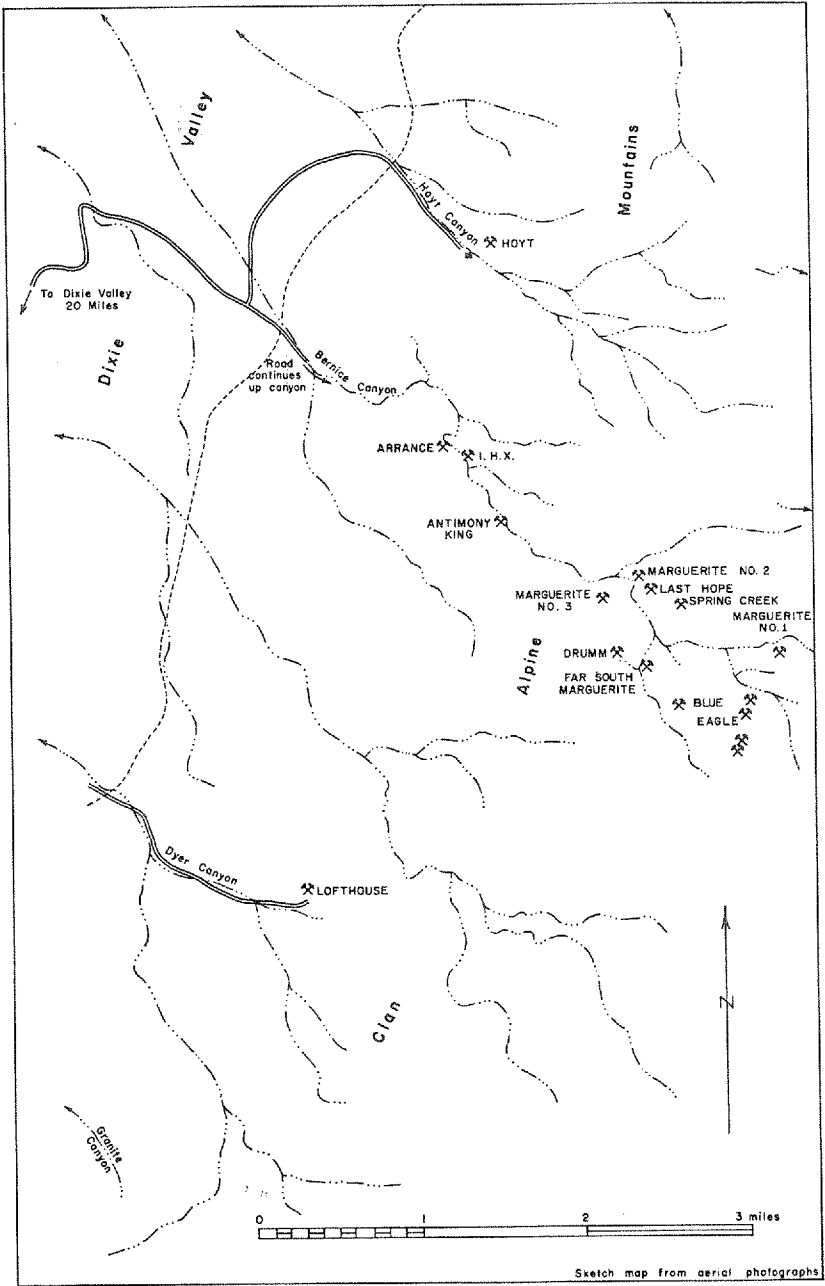 Valley
Mountains
Hoyt Canyon
HOYT
To Dixie Valley
20 Miles
Dixie
Road
continues
up canyon
Bernice Canyon
ARRANCE
I.H.X.
ANTIMONY
KING
MARGUERITE NO. 2
LAST HOPE
SPRING CREEK
MARGUERITE
NO. 3
MARGUERITE
NO. 1
Alpine
DRUMM
FAR SOUTH
MARGUERITE
BLUE
EAGLE
Dyer Canyon
LOFTHOUSE
Clan
N
Granite
Canyon
0 1 2 3 miles
Sketch map from aerial photographs